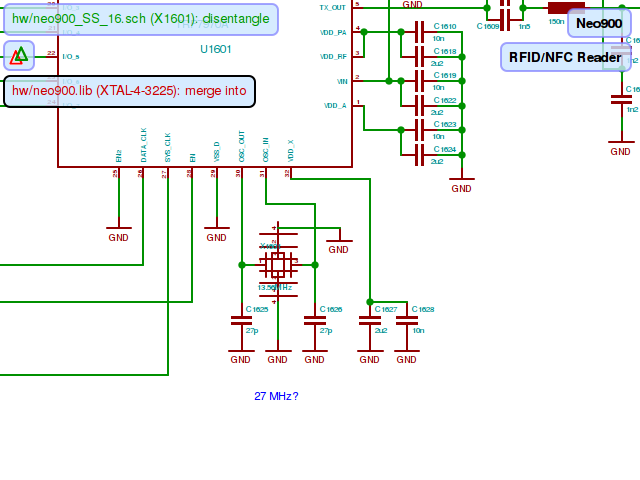 hw/neo900_SS_16.sch (X1601): disentangle
hw/neo900.lib (XTAL-4-3225): merge into
Neo900
RFID/NFC Reader
TX_OUT
5
GND
C1609
1n5
150n
I/O_s
22
U1601
VDD_PA
4
VDD_RF
3
VIN
2
VDD_A
1
C1610
10n
C1618
2u2
C1619
10n
C1622
2u2
C1623
10n
C1624
2u2
GND
GND
ENz
DATA_CLK
SYS_CLK
EN
VSS_D
OSC_OUT
OSC_IN
VDD_X
25
26
27
28
29
30
31
32
GND
GND
GND
13.56MHz
C1625
27p
C1626
27p
C1627
2u2
C1628
10n
GND
GND
GND
GND
GND
27 MHz?